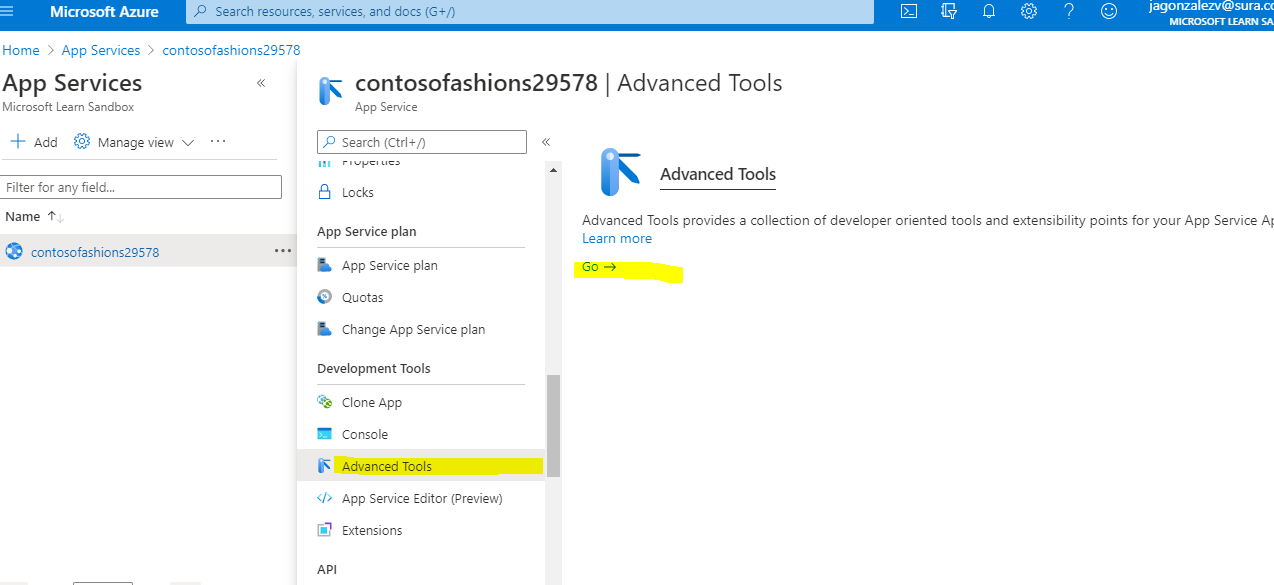 Microsoft Azure
Search resources, services, and docs (G+/)
jagonzalezv@sura.co
MICROSOFT LEARN SA
Home > App Services > contosofashions29578
App Services
«
Microsoft Learn Sandbox
Add
Manage view
...
Filter for any field...
Name ↑↓
contosofashions29578
...
contosofashions29578 | Advanced Tools
App Service
Search (Ctrl+/)
«
Properties
Locks
App Service plan
App Service plan
Quotas
Change App Service plan
Development Tools
Clone App
Console
Advanced Tools
App Service Editor (Preview)
Extensions
API
Advanced Tools
Advanced Tools provides a collection of developer oriented tools and extensibility points for your App Service Ap
Learn more
Go →